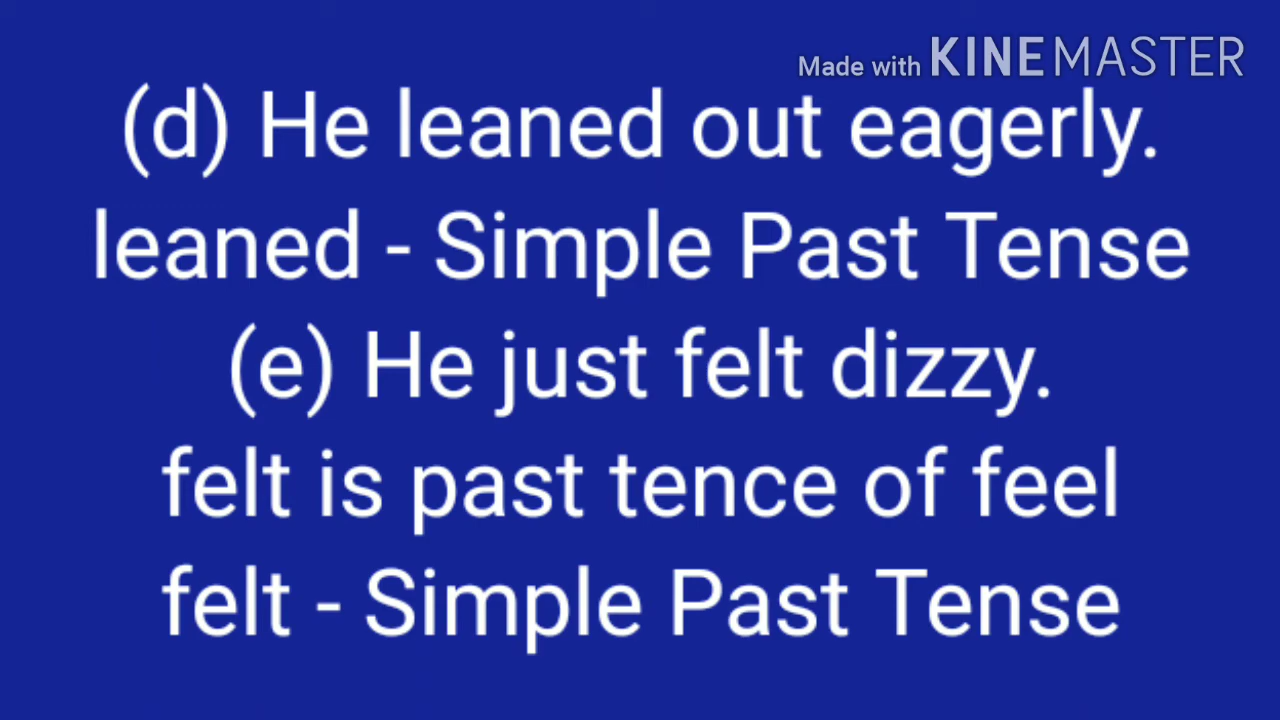 Made with KINEMASTER
(d) He leaned out eagerly.
leaned - Simple Past Tense
(e) He just felt dizzy.
felt is past tence of feel
felt - Simple Past Tense